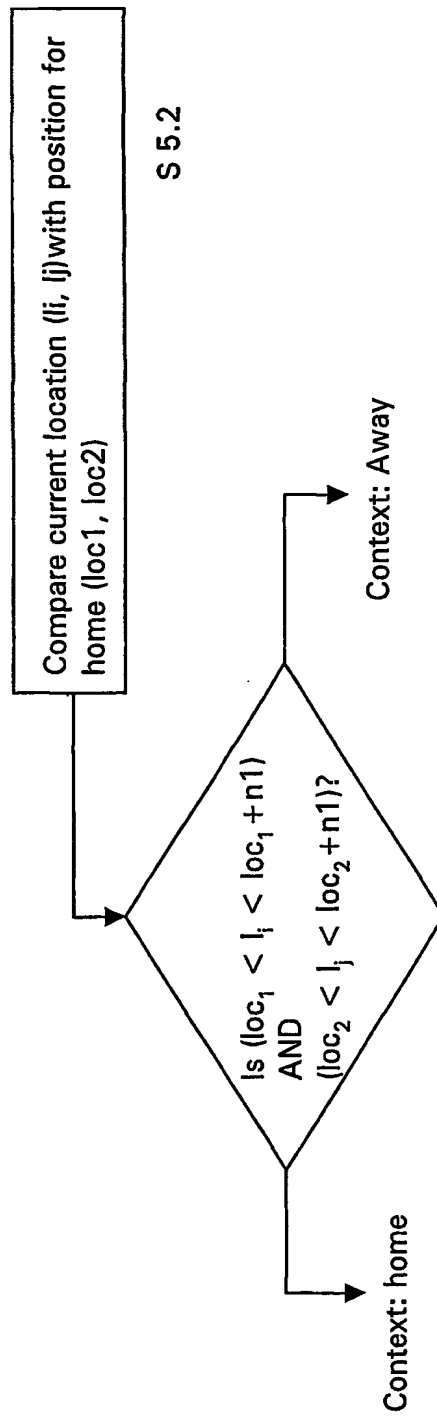 Compare current location (li, lj)with position for
home (loc1, loc2)
S 5.2
Is (loc₁ < lᵢ < loc₁+n1)
AND
(loc₂ < lⱼ < loc₂+n1)?
Context: home
Context: Away